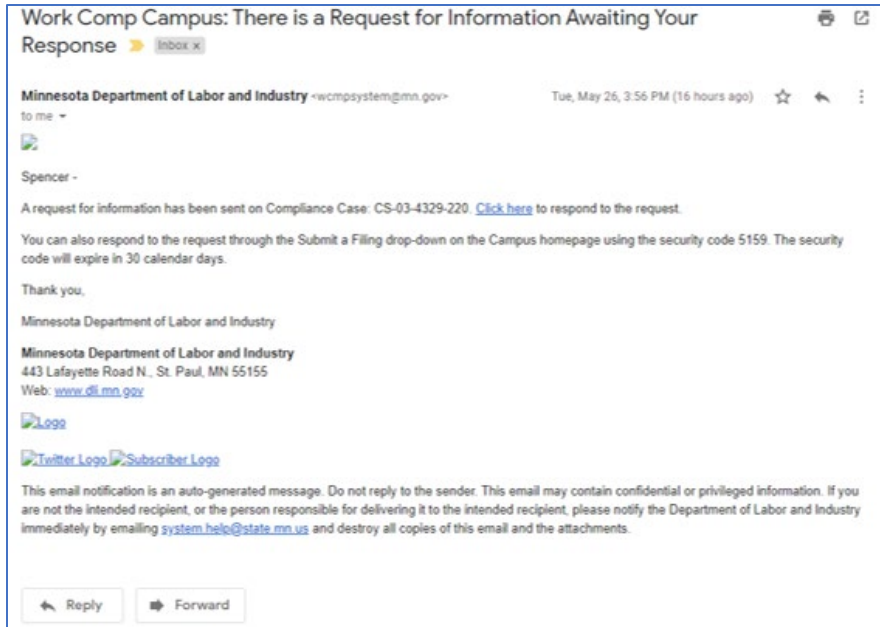 Work Comp Campus: There is a Request for Information Awaiting Your
Response Inbox x
Minnesota Department of Labor and Industry <wcmpsystem@mn.gov> Tue, May 26, 3:56 PM (16 hours ago)
to me
Spencer -
A request for information has been sent on Compliance Case: CS-03-4329-220. Click here to respond to the request.
You can also respond to the request through the Submit a Filing drop-down on the Campus homepage using the security code 5159. The security
code will expire in 30 calendar days.
Thank you,
Minnesota Department of Labor and Industry
Minnesota Department of Labor and Industry
443 Lafayette Road N., St. Paul, MN 55155
Web: www.dli.mn.gov
Logo
Twitter Logo Subscriber Logo
This email notification is an auto-generated message. Do not reply to the sender. This email may contain confidential or privileged information. If you
are not the intended recipient, or the person responsible for delivering it to the intended recipient, please notify the Department of Labor and Industry
immediately by emailing system.help@state.mn.us and destroy all copies of this email and the attachments.
Reply Forward